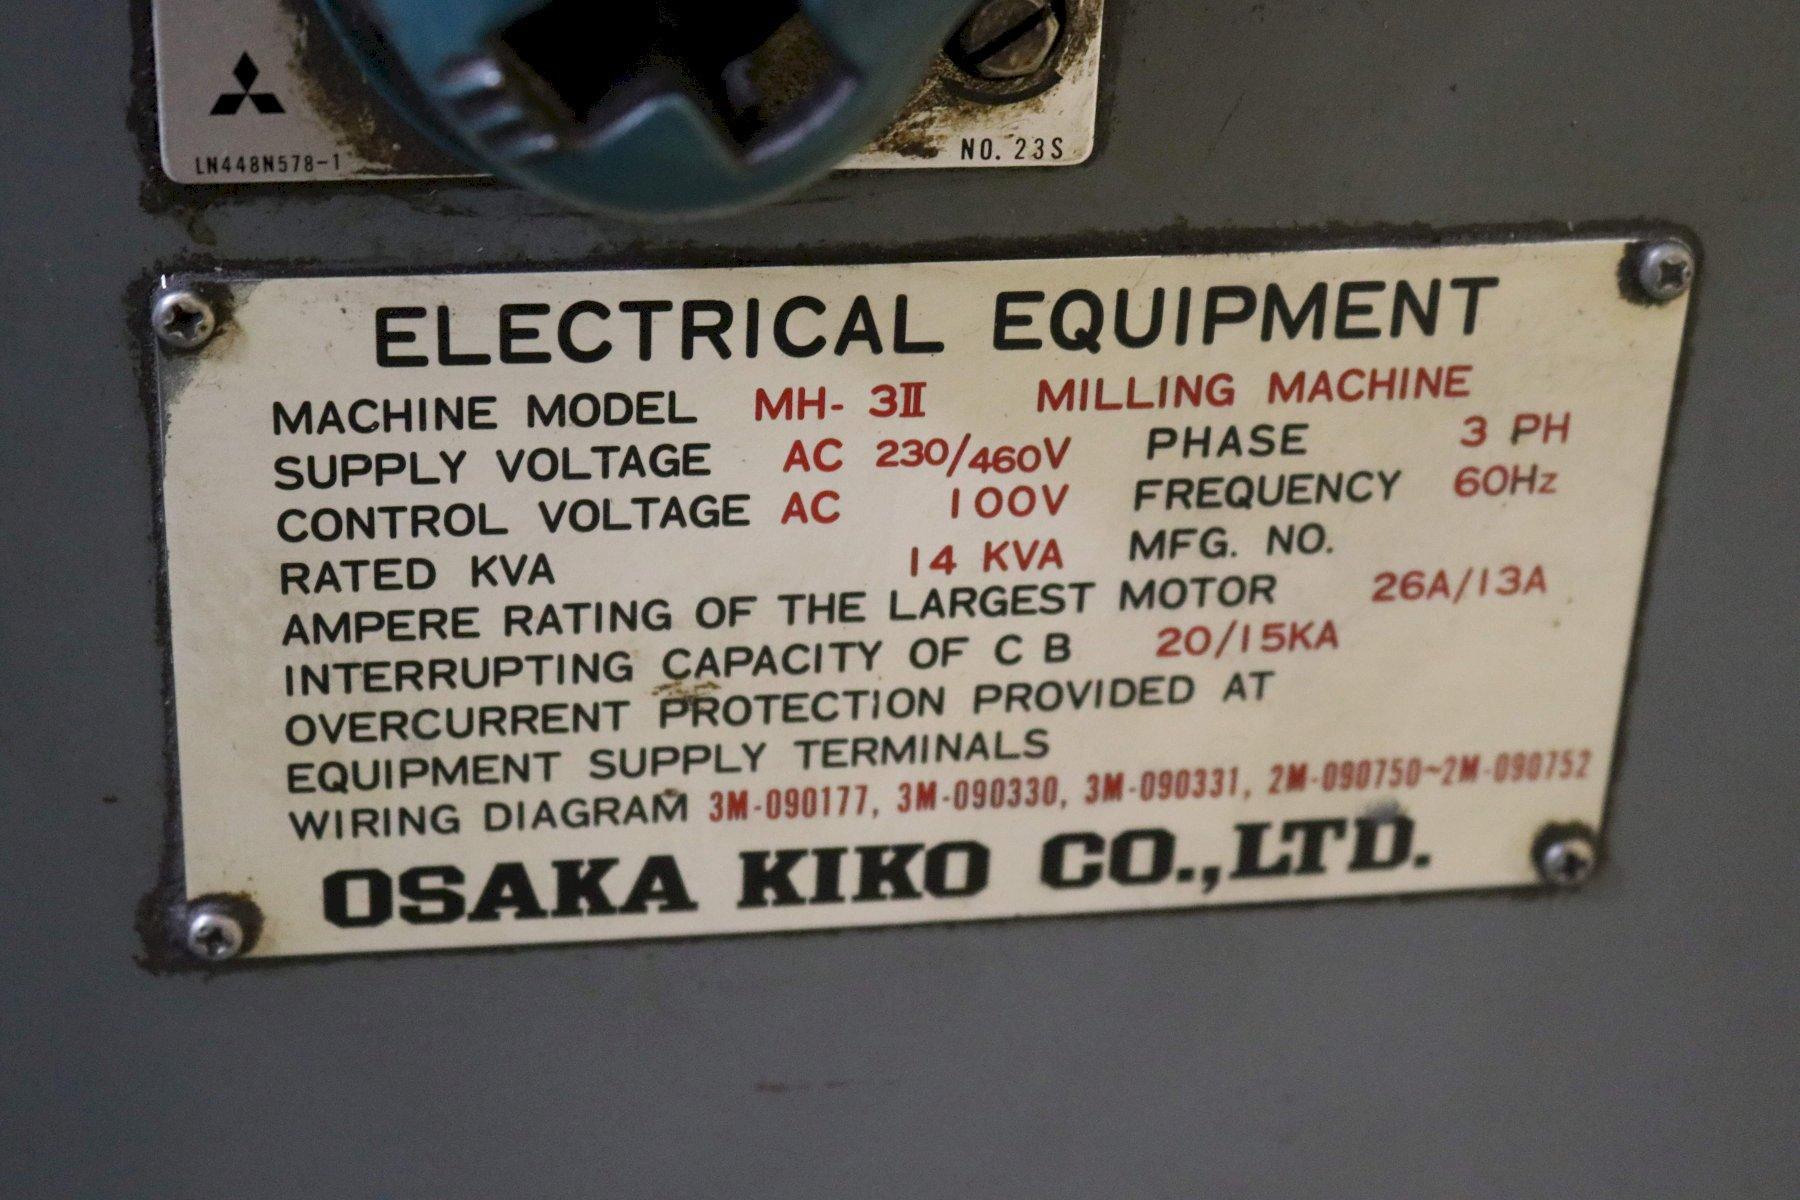 LN448N578-1
NO. 23S
ELECTRICAL EQUIPMENT
MACHINE MODEL MH-3Ⅱ MILLING MACHINE
SUPPLY VOLTAGE AC 230/460V PHASE 3 PH
CONTROL VOLTAGE AC 100V FREQUENCY 60Hz
RATED KVA 14 KVA MFG. NO.
AMPERE RATING OF THE LARGEST MOTOR 26A/13A
INTERRUPTING CAPACITY OF C B 20/15KA
OVERCURRENT PROTECTION PROVIDED AT
EQUIPMENT SUPPLY TERMINALS
WIRING DIAGRAM 3M-090177, 3M-090330, 3M-090331, 2M-090750~2M-090752
OSAKA KIKO CO.,LTD.